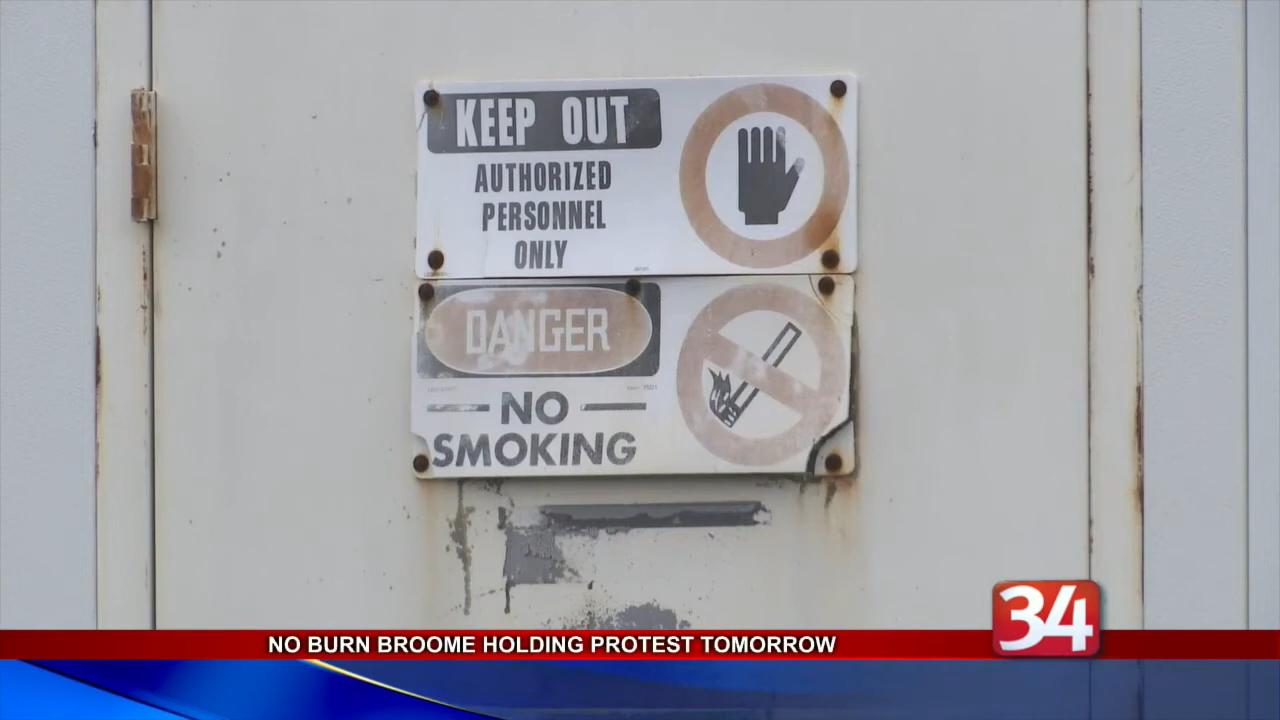 KEEP OUT
AUTHORIZED
PERSONNEL
ONLY
DANGER
NO
SMOKING
34
NO BURN BROOME HOLDING PROTEST TOMORROW